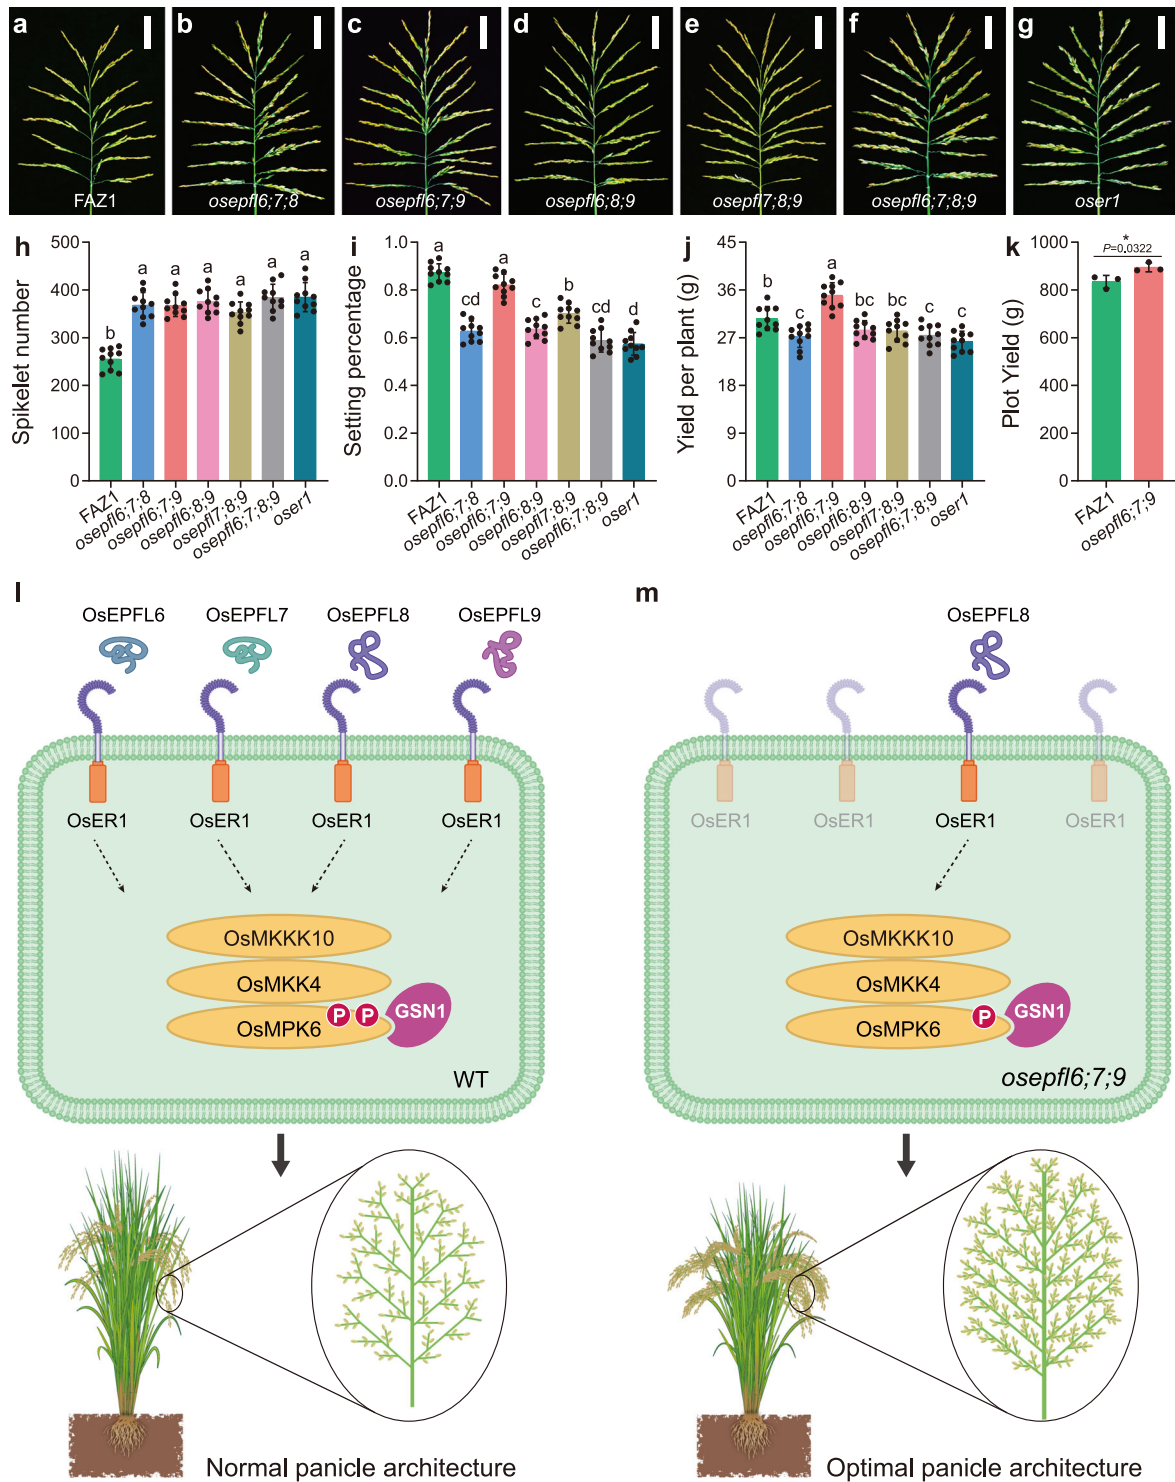 a b c d e f g
FAZ1 osepfl6;7;8 osepfl6;7;9 osepfl6;8;9 osepfl7;8;9 osepfl6;7;8;9 oser1
h
Spikelet number
500
400
300
200
100
0
b a a a a a a
FAZ1 osepfl6;7;8 osepfl6;7;9 osepfl6;8;9 osepfl7;8;9 osepfl6;7;8;9 oser1
i
Setting percentage
1.0
0.8
0.6
0.4
0.2
0.0
a cd a c b cd d
FAZ1 osepfl6;7;8 osepfl6;7;9 osepfl6;8;9 osepfl7;8;9 osepfl6;7;8;9 oser1
j
Yield per plant (g)
45
36
27
18
9
0
b c a bc bc c c
FAZ1 osepfl6;7;8 osepfl6;7;9 osepfl6;8;9 osepfl7;8;9 osepfl6;7;8;9 oser1
k
Plot Yield (g)
1000
800
600
400
200
0
*
P=0.0322
FAZ1 osepfl6;7;9
l
OsEPFL6 OsEPFL7 OsEPFL8 OsEPFL9
OsER1 OsER1 OsER1 OsER1
OsMKKK10
OsMKK4
OsMPK6 P P GSN1
WT
Normal panicle architecture
m
OsEPFL8
OsER1 OsER1 OsER1 OsER1
OsMKKK10
OsMKK4
OsMPK6 P GSN1
osepfl6;7;9
Optimal panicle architecture